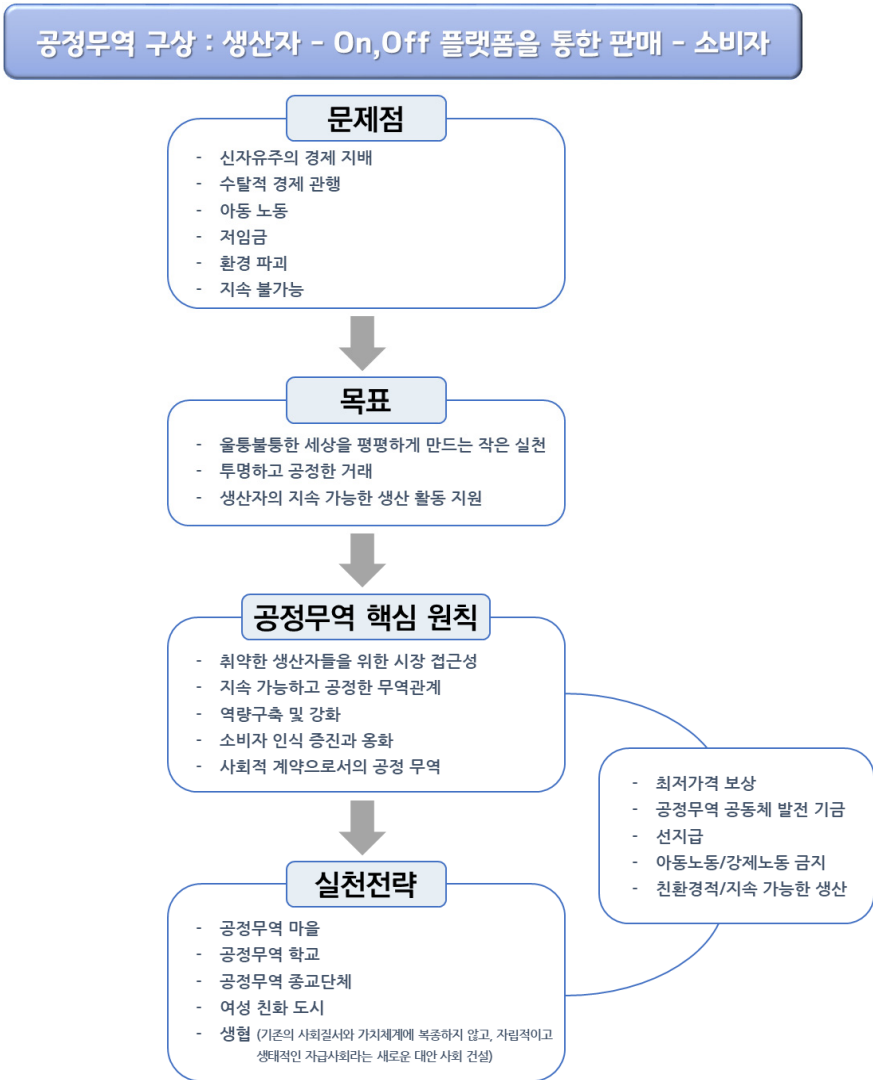 공정무역 구상 : 생산자 - On,Off 플랫폼을 통한 판매 - 소비자
문제점
- 신자유주의 경제 지배
- 수탈적 경제 관행
- 아동 노동
- 저임금
- 환경 파괴
- 지속 불가능
목표
- 울퉁불퉁한 세상을 평평하게 만드는 작은 실천
- 투명하고 공정한 거래
- 생산자의 지속 가능한 생산 활동 지원
공정무역 핵심 원칙
- 취약한 생산자들을 위한 시장 접근성
- 지속 가능하고 공정한 무역관계
- 역량구축 및 강화
- 소비자 인식 증진과 옹화
- 사회적 계약으로서의 공정 무역
- 최저가격 보상
- 공정무역 공동체 발전 기금
- 선지급
- 아동노동/강제노동 금지
- 친환경적/지속 가능한 생산
실천전략
- 공정무역 마을
- 공정무역 학교
- 공정무역 종교단체
- 여성 친화 도시
- 생협 (기존의 사회질서와 가치체계에 복종하지 않고, 자립적이고
생태적인 자급사회라는 새로운 대안 사회 건설)